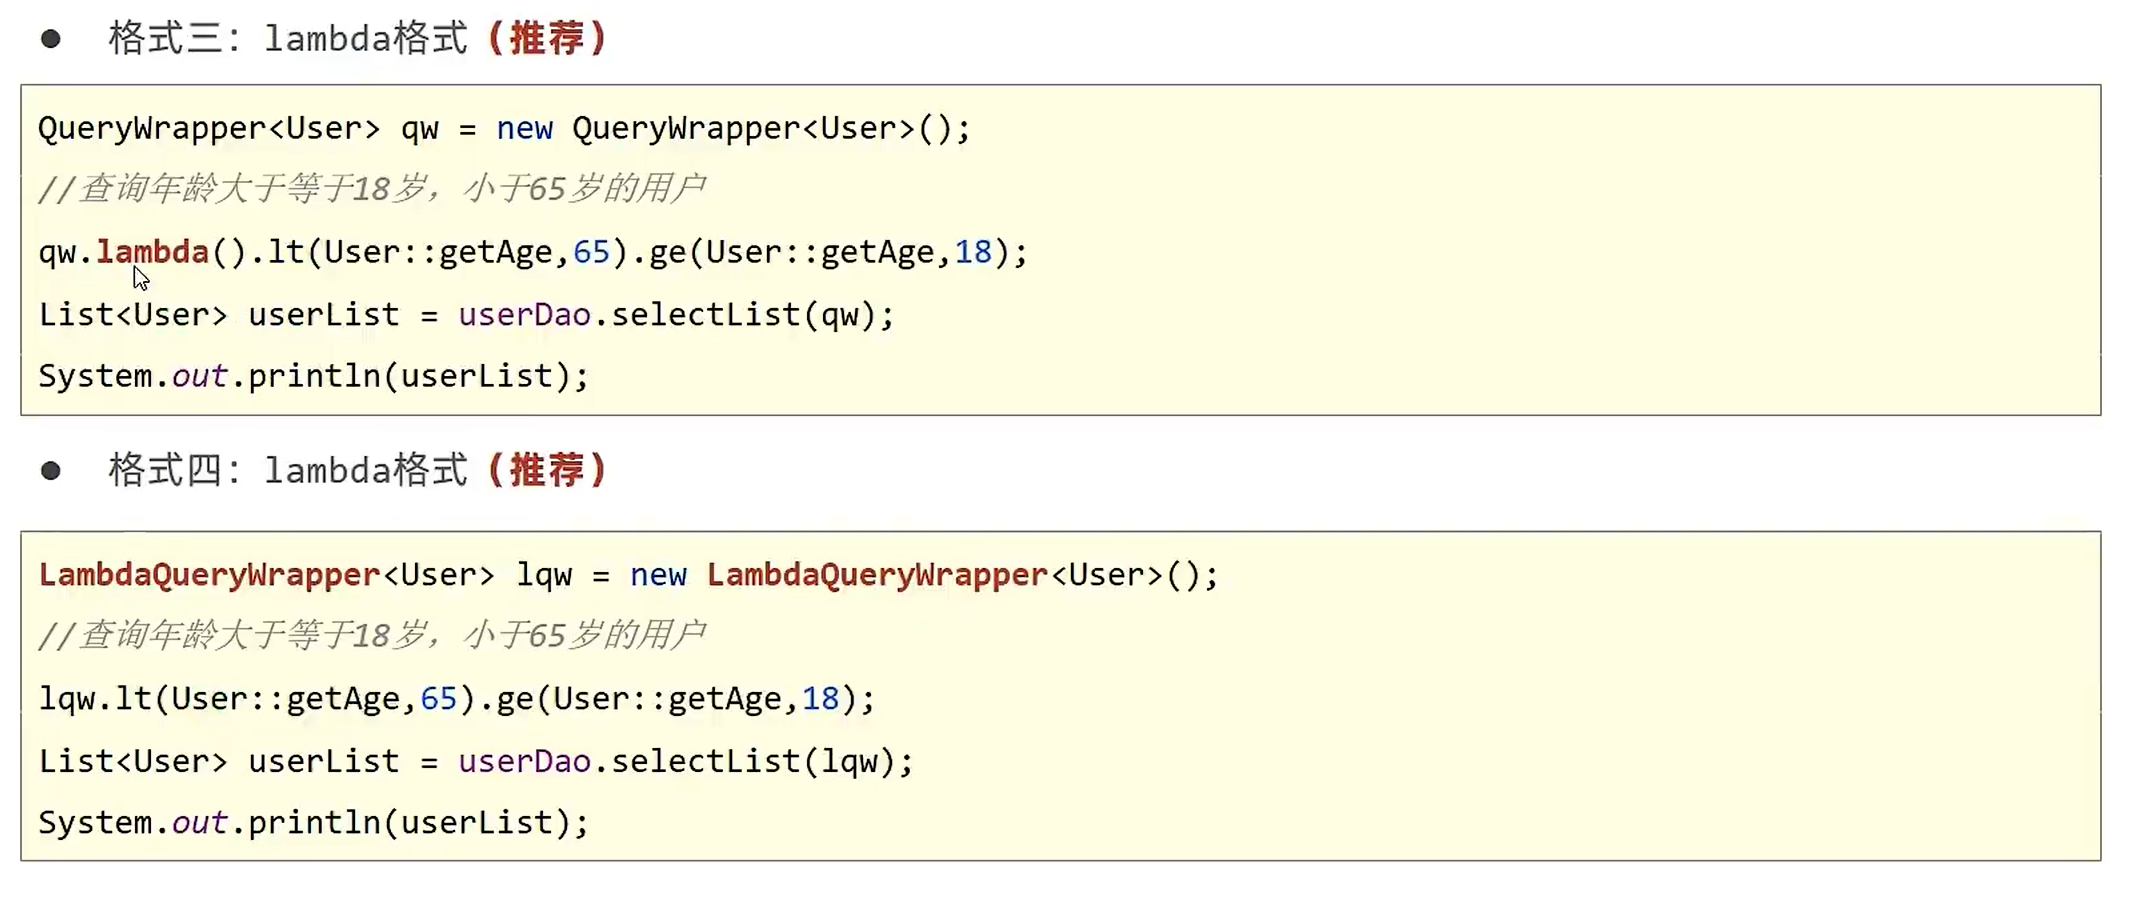 ● 格式三：lambda格式（推荐）
QueryWrapper<User> qw = new QueryWrapper<User>();
//查询年龄大于等于18岁，小于65岁的用户
qw.lambda().lt(User::getAge,65).ge(User::getAge,18);
List<User> userList = userDao.selectList(qw);
System.out.println(userList);
● 格式四：lambda格式（推荐）
LambdaQueryWrapper<User> lqw = new LambdaQueryWrapper<User>();
//查询年龄大于等于18岁，小于65岁的用户
lqw.lt(User::getAge,65).ge(User::getAge,18);
List<User> userList = userDao.selectList(lqw);
System.out.println(userList);